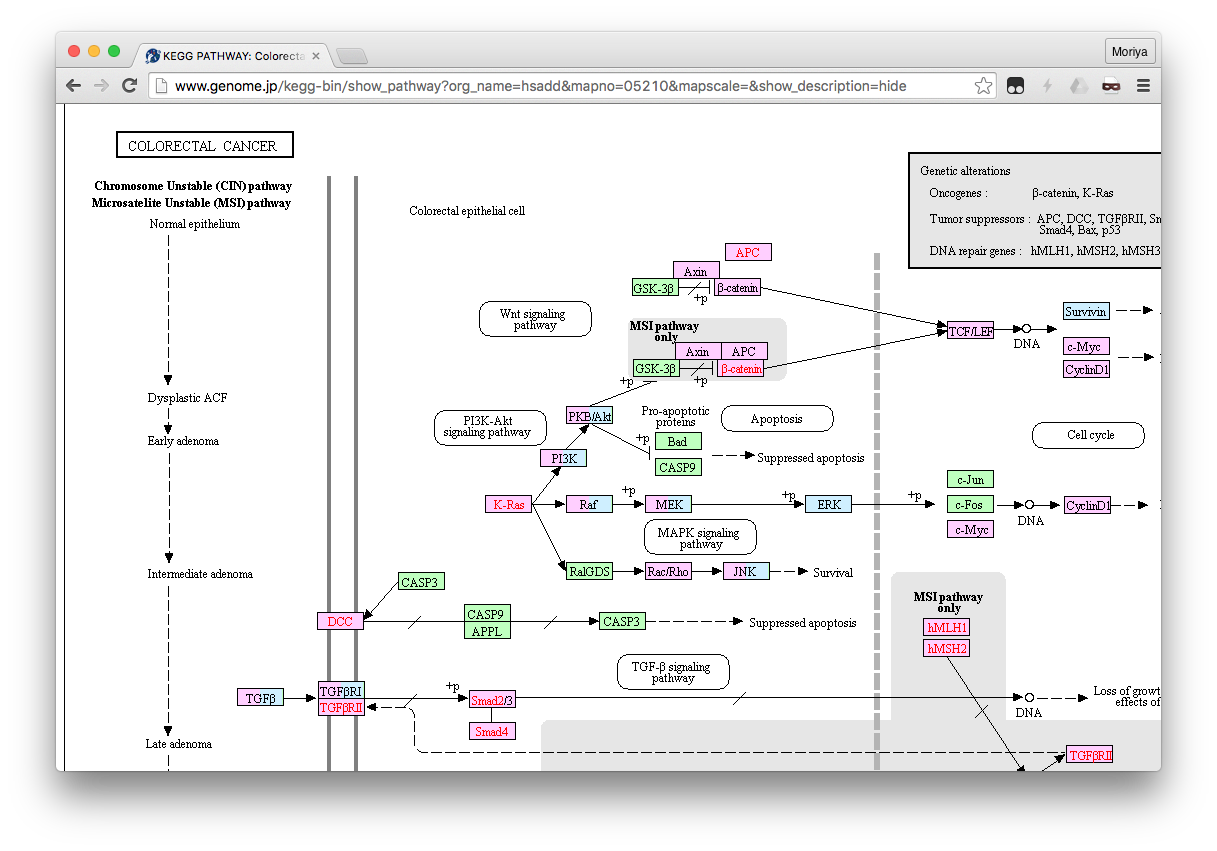 KEGG PATHWAY: Colorecta
Moriya
www.genome.jp/kegg-bin/show_pathway?org_name=hsadd&mapno=05210&mapscale=&show_description=hide
COLORECTAL CANCER
Chromosome Unstable (CIN) pathway
Microsatelite Unstable (MSI) pathway
Normal epithelium
Dysplastic ACF
Early adenoma
Intermediate adenoma
Late adenoma
Colorectal epithelial cell
Genetic alterations
Oncogenes : β-catenin, K-Ras
Tumor suppressors : APC, DCC, TGFβRII, Sm
Smad4, Bax, p53
DNA repair genes : hMLH1, hMSH2, hMSH3
APC
Axin
GSK-3β
β-catenin
+p
Wnt signaling
pathway
MSI pathway
only
Axin
APC
GSK-3β
β-catenin
+p
+p
TCF/LEF
DNA
Survivin
c-Myc
CyclinD1
PI3K-Akt
signaling pathway
PKB/Akt
PI3K
Pro-apoptotic
proteins
+p
Bad
CASP9
Apoptosis
Suppressed apoptosis
Cell cycle
K-Ras
Raf
+p
MEK
+p
ERK
+p
c-Jun
c-Fos
c-Myc
DNA
CyclinD1
MAPK signaling
pathway
RalGDS
Rac/Rho
JNK
Survival
CASP3
DCC
CASP9
APPL
CASP3
Suppressed apoptosis
MSI pathway
only
hMLH1
hMSH2
TGF-β signaling
pathway
TGFβ
TGFβRI
TGFβRII
+p
Smad2/3
Smad4
DNA
Loss of growt
effects of
TGFβRII